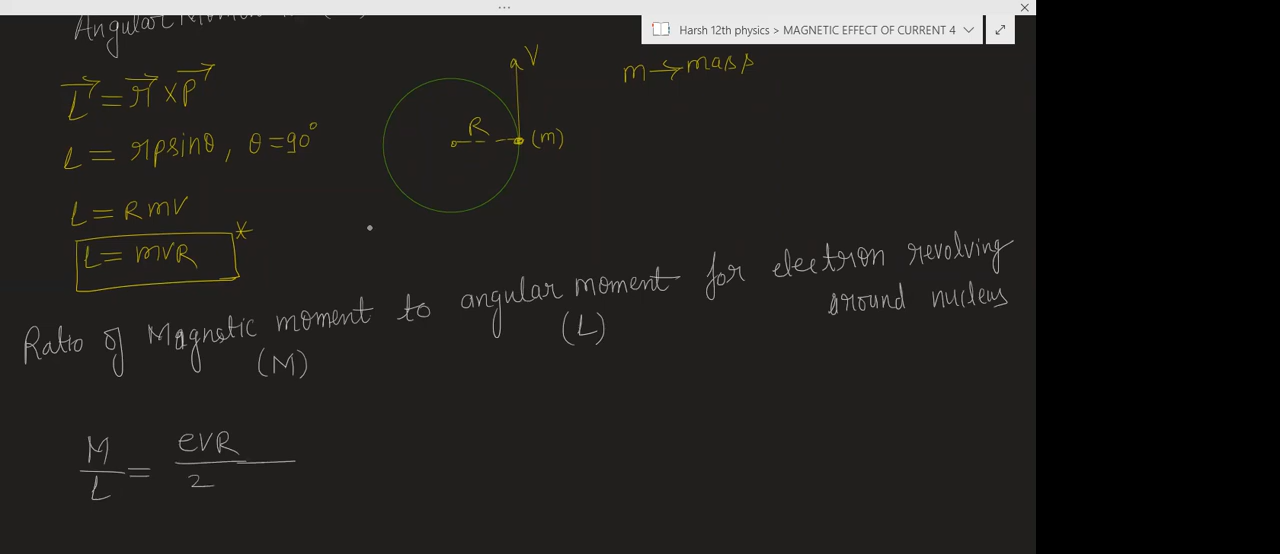 Harsh 12th physics > MAGNETIC EFFECT OF CURRENT 4
Angular
L = r × P
L = rpsinθ, θ = 90°
L = RmV
L = mVR *
V
R
(m)
m → mass
Ratio of Magnetic moment to angular moment for electron revolving
around nucleus
(M)
(L)
M/L = eVR/2